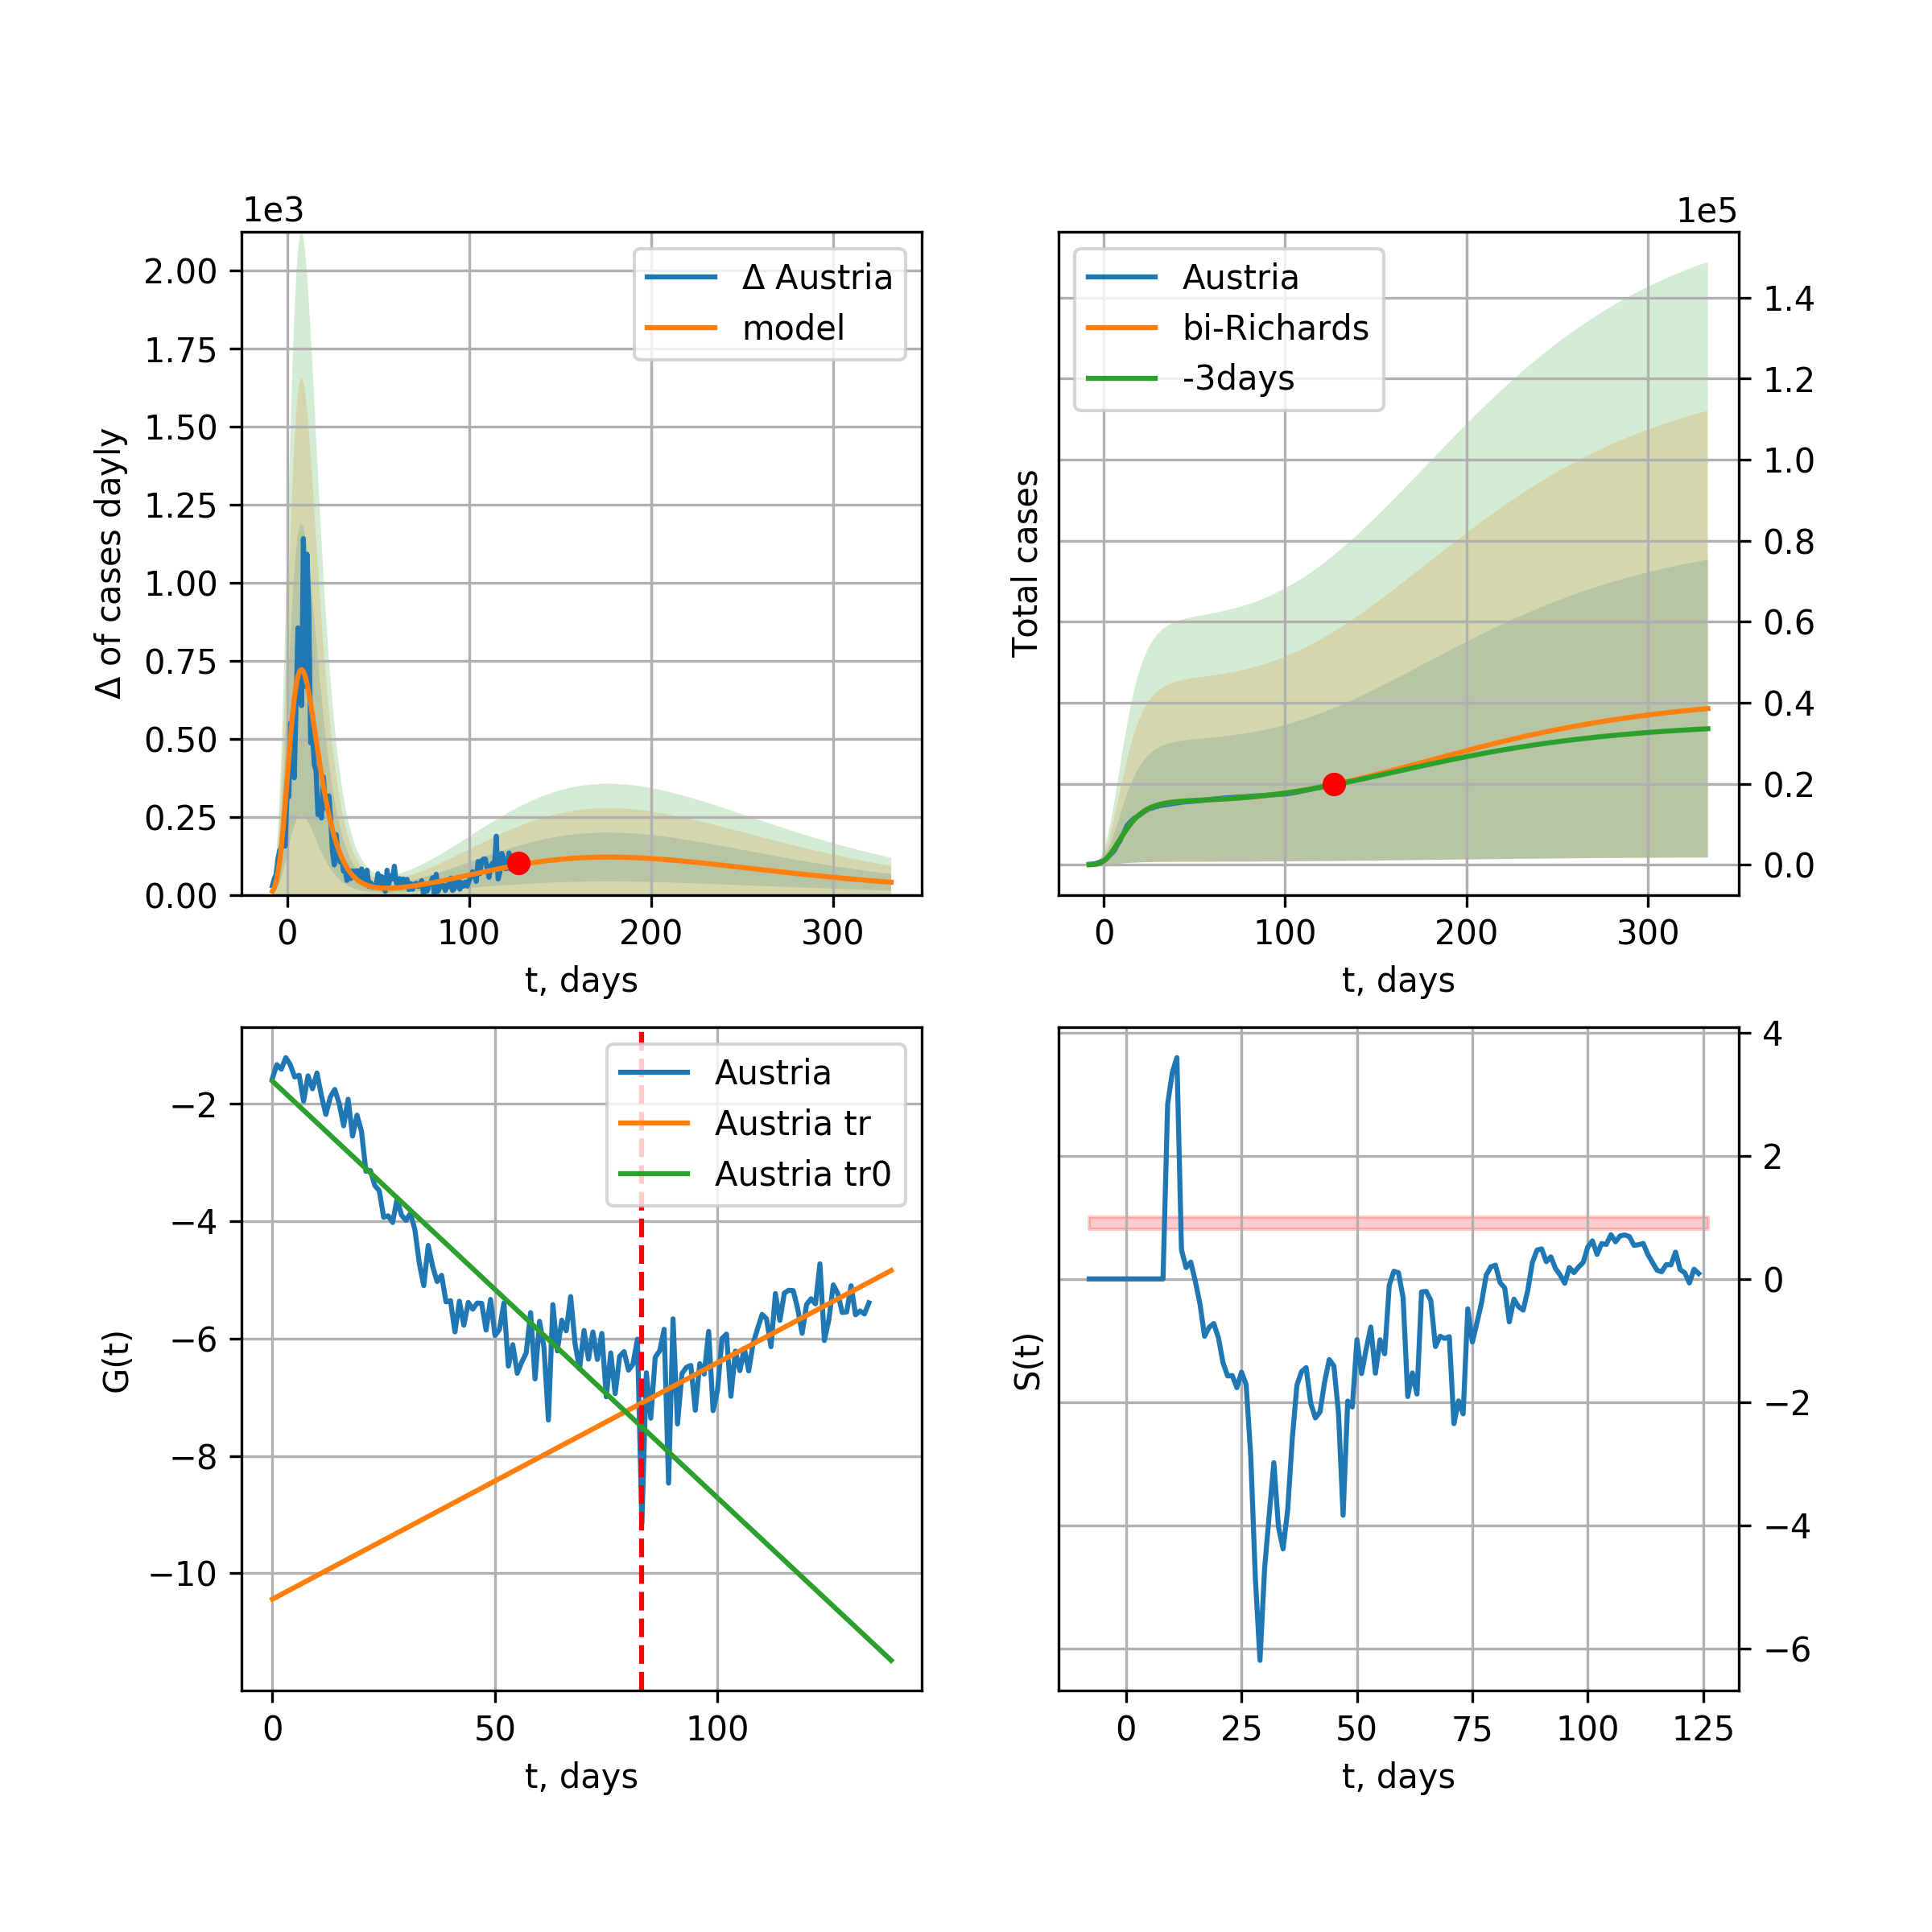 1e3
Δ of cases dayly
2.00
1.75
1.50
1.25
1.00
0.75
0.50
0.25
0.00
0 100 200 300
t, days
Δ Austria
model
1e5
Total cases
1.4
1.2
1.0
0.8
0.6
0.4
0.2
0.0
0 100 200 300
t, days
Austria
bi-Richards
-3days
G(t)
−2
−4
−6
−8
−10
0 50 100
t, days
Austria
Austria tr
Austria tr0
S(t)
4
2
0
−2
−4
−6
0 25 50 75 100 125
t, days